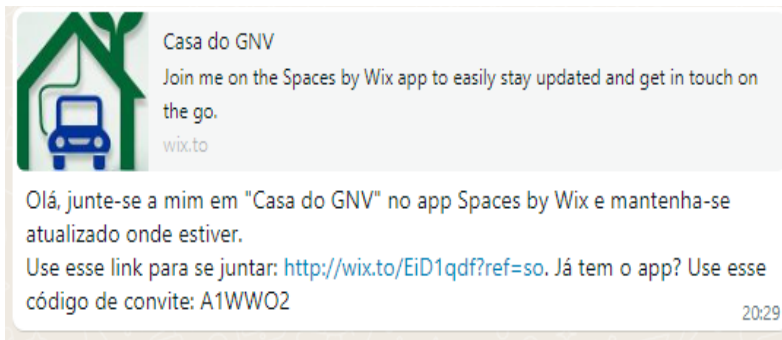 Casa do GNV
Join me on the Spaces by Wix app to easily stay updated and get in touch on
the go.
wix.to
Olá, junte-se a mim em "Casa do GNV" no app Spaces by Wix e mantenha-se
atualizado onde estiver.
Use esse link para se juntar: http://wix.to/EiD1qdf?ref=so. Já tem o app? Use esse
código de convite: A1WWO2
20:29